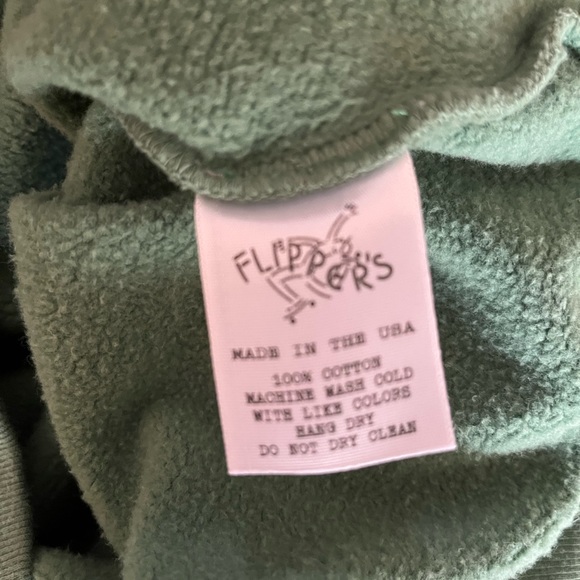 FLIPPER'S
MADE IN THE USA
100% COTTON
MACHINE WASH COLD
WITH LIKE COLORS
HANG DRY
DO NOT DRY CLEAN